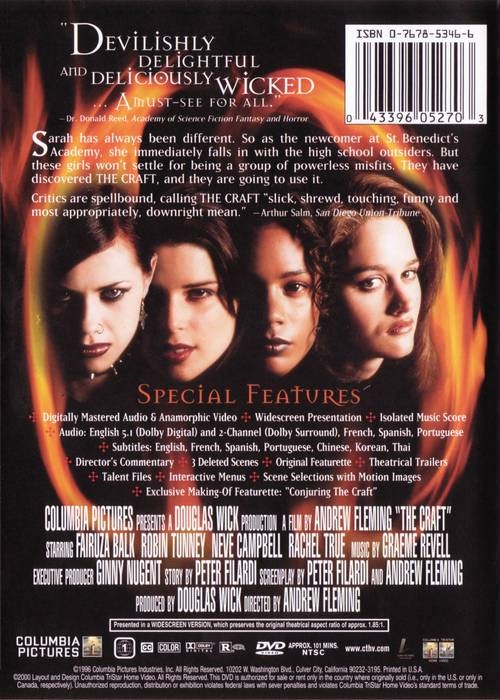 "DEVILISHLY
DELIGHTFUL
AND DELICIOUSLY WICKED
... A MUST-SEE FOR ALL."
– Dr. Donald Reed, Academy of Science Fiction Fantasy and Horror
ISBN 0-7678-5346-6
0 43396 05270 3
Sarah has always been different. So as the newcomer at St. Benedict's
Academy, she immediately falls in with the high school outsiders. But
these girls won't settle for being a group of powerless misfits. They have
discovered THE CRAFT, and they are going to use it.
Critics are spellbound, calling THE CRAFT "slick, shrewd, touching, funny and
most appropriately, downright mean." – Arthur Salm, San Diego Union-Tribune
SPECIAL FEATURES
Digitally Mastered Audio & Anamorphic Video Widescreen Presentation Isolated Music Score
Audio: English 5.1 (Dolby Digital) and 2-Channel (Dolby Surround), French, Spanish, Portuguese
Subtitles: English, French, Spanish, Portuguese, Chinese, Korean, Thai
Director's Commentary 3 Deleted Scenes Original Featurette Theatrical Trailers
Talent Files Interactive Menus Scene Selections with Motion Images
Exclusive Making-Of Featurette: "Conjuring The Craft"
COLUMBIA PICTURES PRESENTS A DOUGLAS WICK PRODUCTION A FILM BY ANDREW FLEMING "THE CRAFT"
STARRING FAIRUZA BALK ROBIN TUNNEY NEVE CAMPBELL RACHEL TRUE MUSIC BY GRAEME REVELL
EXECUTIVE PRODUCER GINNY NUGENT STORY BY PETER FILARDI SCREENPLAY BY PETER FILARDI AND ANDREW FLEMING
PRODUCED BY DOUGLAS WICK DIRECTED BY ANDREW FLEMING
Presented in a WIDESCREEN VERSION, which preserves the original theatrical aspect ratio of approx. 1.85:1.
COLUMBIA
PICTURES
1 CC COLOR R DVD VIDEO APPROX. 101 MINS. NTSC www.cthv.com
©1996 Columbia Pictures Industries, Inc. All Rights Reserved. 10202 W. Washington Blvd., Culver City, California 90232-3195. Printed in U.S.A.
©2000 Layout and Design Columbia TriStar Home Video. All Rights Reserved. This DVD is authorized for sale or rent only in the country where originally sold (i.e., only in the U.S. or only in
Canada, respectively). Unauthorized reproduction, distribution or exhibition violates federal laws with sever penalties and violates Columbia TriStar Home Video's standard terms of sale.